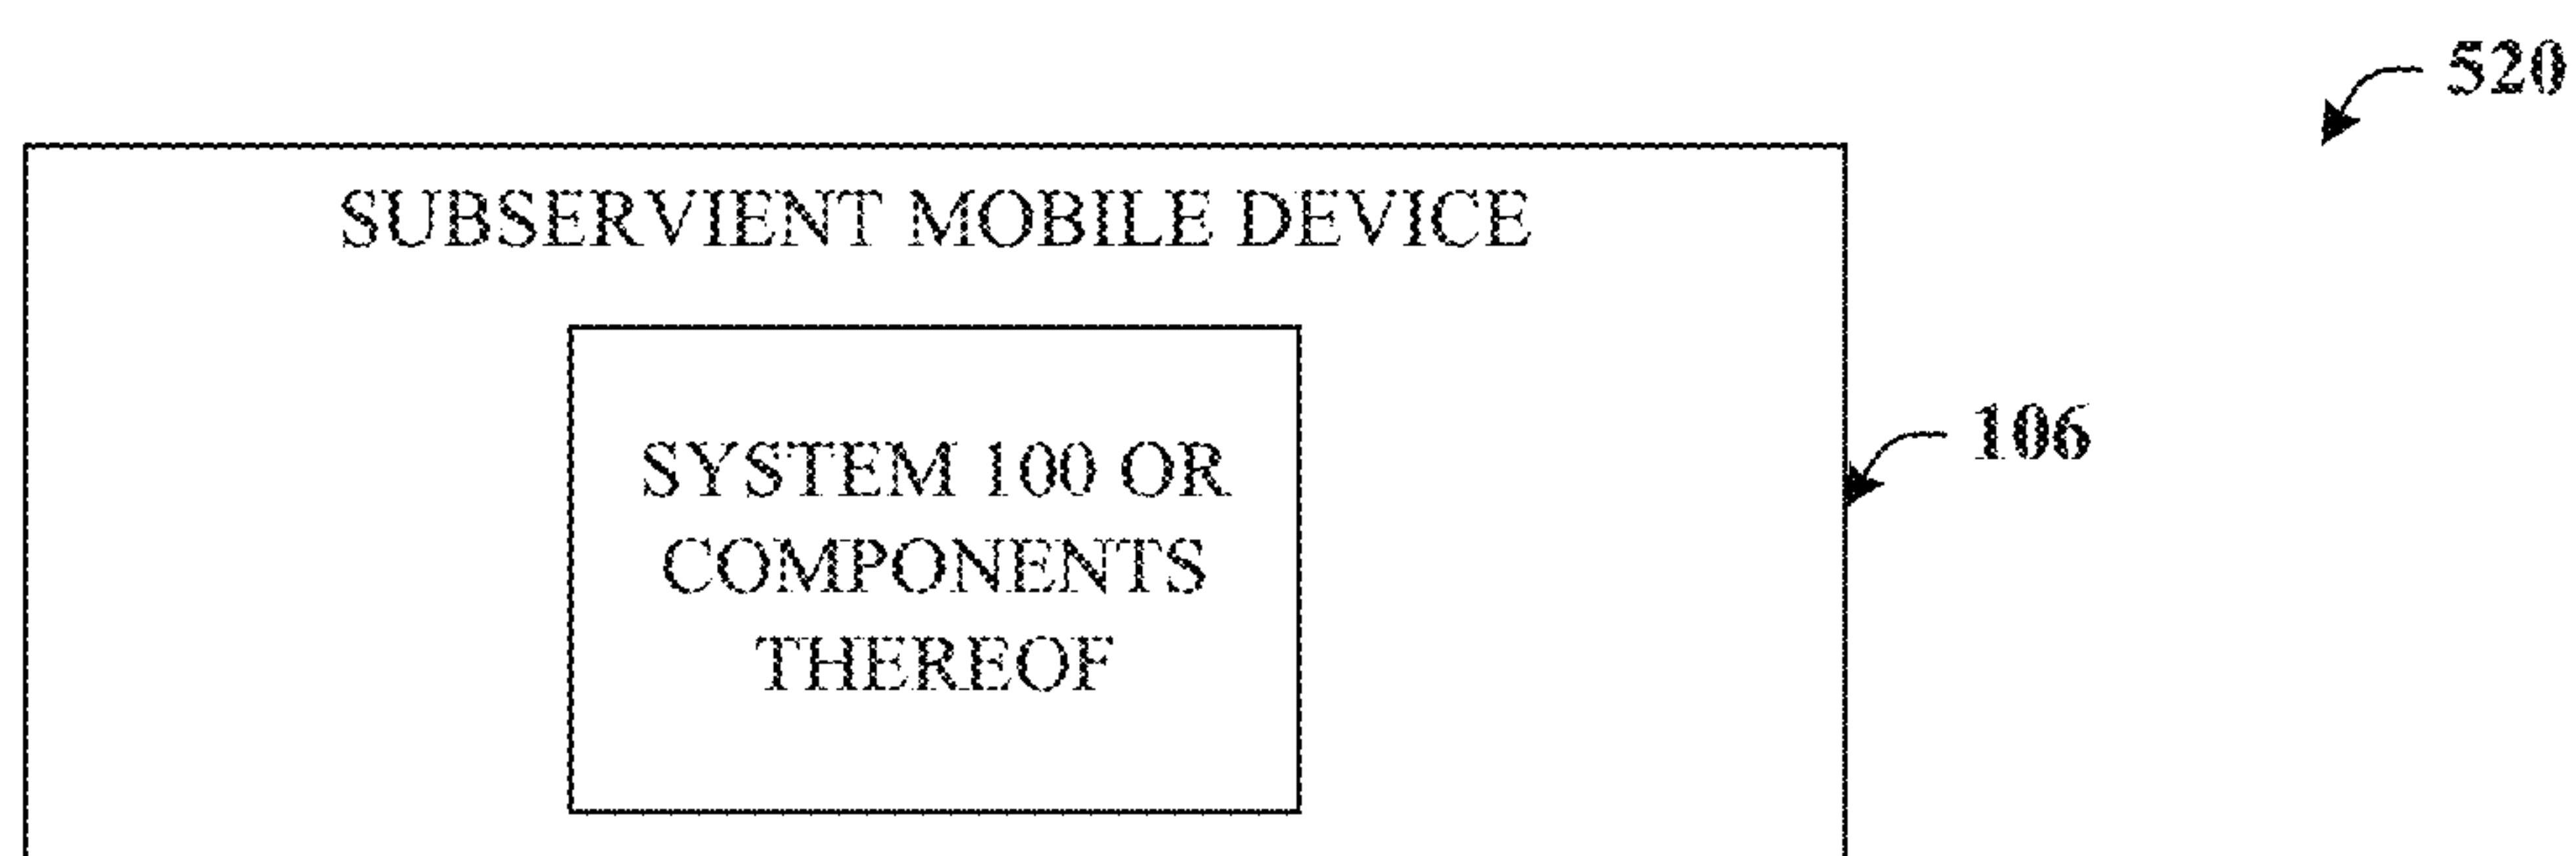 520
SUBSERVIENT MOBILE DEVICE
106
SYSTEM 100 OR
COMPONENTS
THEREOF